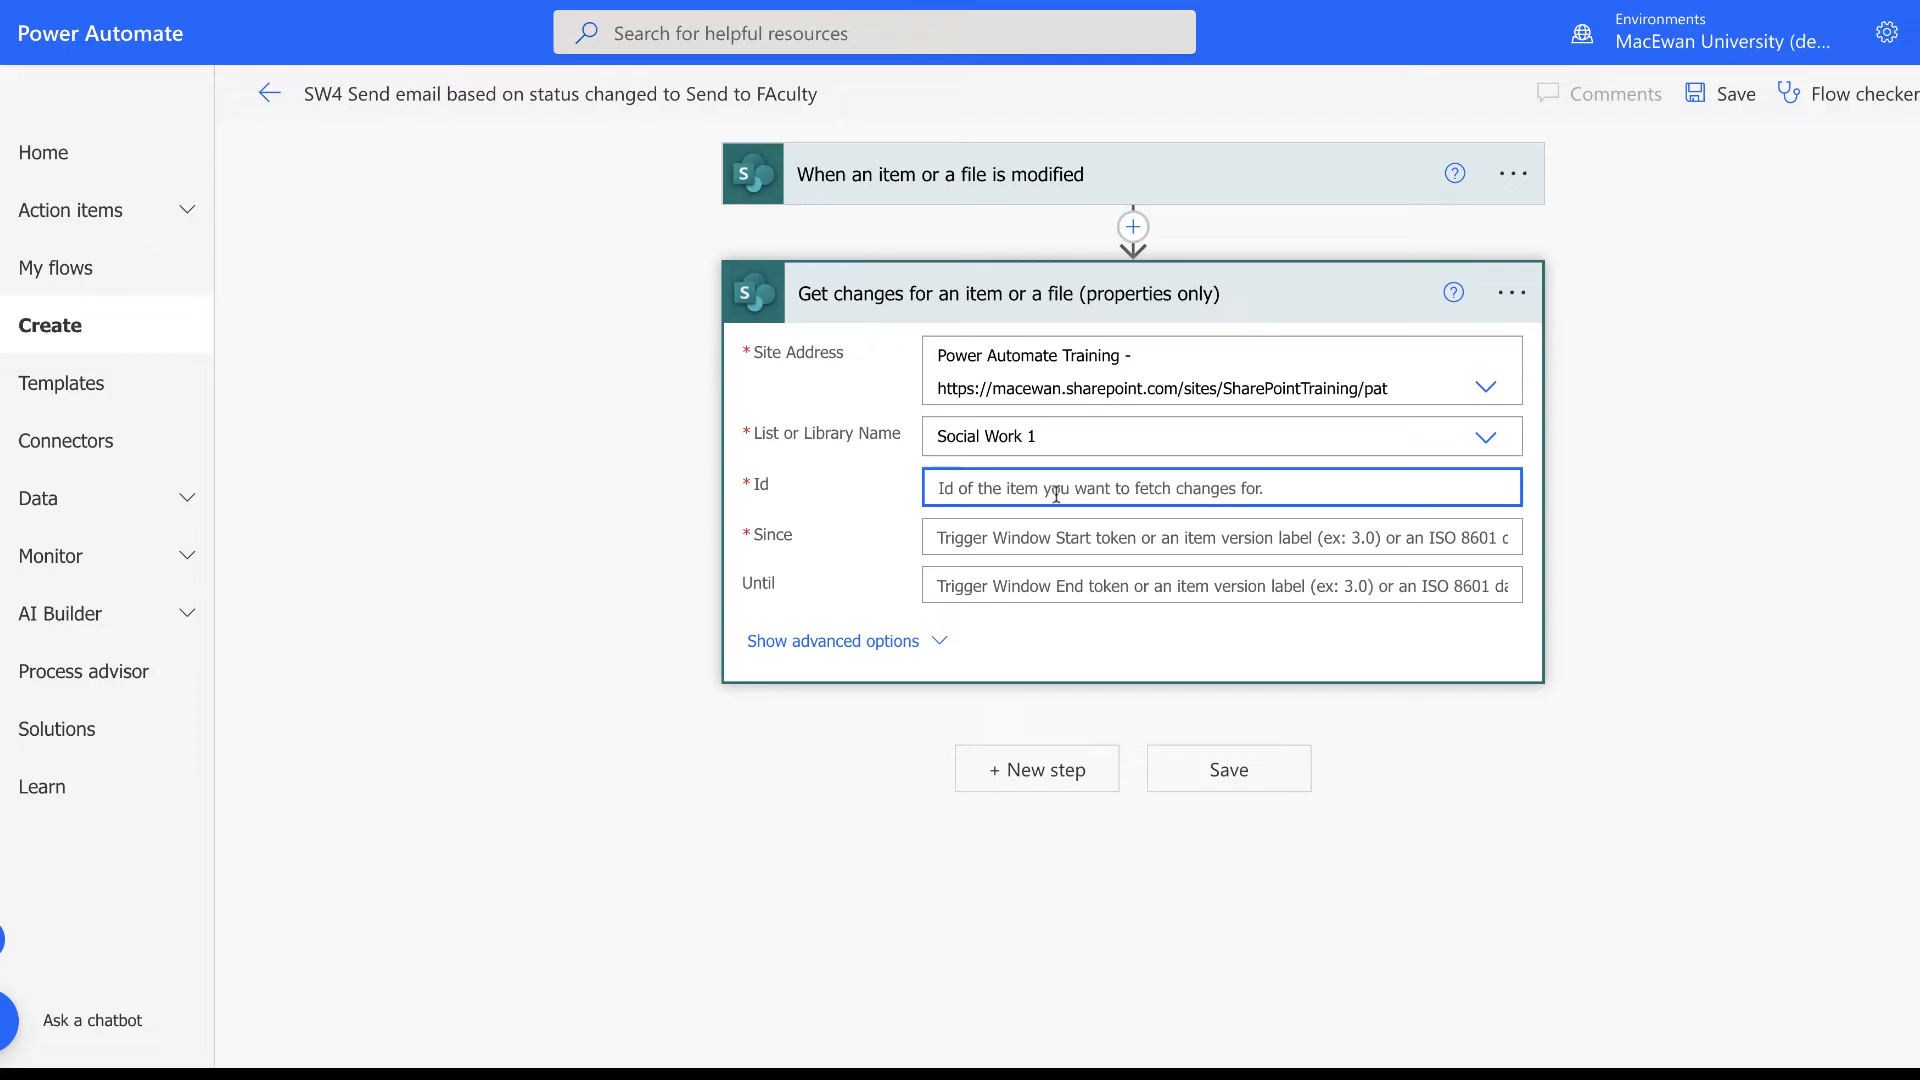 Power Automate
Search for helpful resources
Environments
MacEwan University (de...
SW4 Send email based on status changed to Send to FAculty
Comments
Save
Flow checker
Home
Action items
My flows
Create
Templates
Connectors
Data
Monitor
AI Builder
Process advisor
Solutions
Learn
Ask a chatbot
S
When an item or a file is modified
S
Get changes for an item or a file (properties only)
* Site Address
Power Automate Training -
https://macewan.sharepoint.com/sites/SharePointTraining/pat
* List or Library Name
Social Work 1
* Id
Id of the item you want to fetch changes for.
* Since
Trigger Window Start token or an item version label (ex: 3.0) or an ISO 8601
Until
Trigger Window End token or an item version label (ex: 3.0) or an ISO 8601
Show advanced options
+ New step
Save